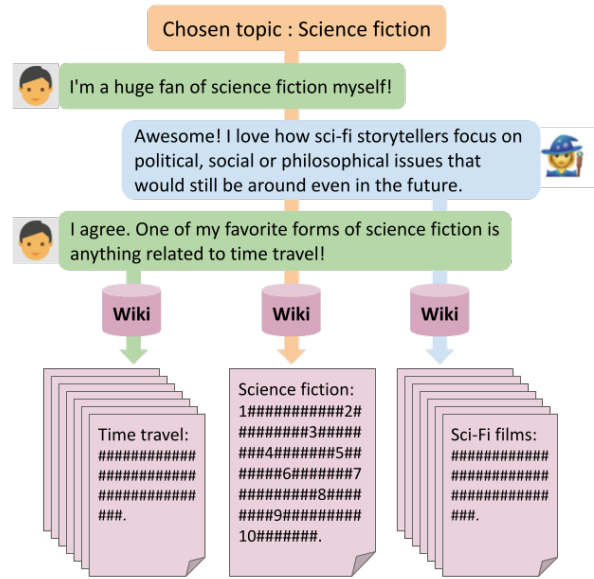 Chosen topic : Science fiction
I'm a huge fan of science fiction myself!
Awesome! I love how sci-fi storytellers focus on
political, social or philosophical issues that
would still be around even in the future.
I agree. One of my favorite forms of science fiction is
anything related to time travel!
Wiki
Wiki
Wiki
Time travel:
############
############
############
###.
Science fiction:
1###########2#
########3#####
###4#######5##
#####6#######7
#########8####
####9#########
10#######.
Sci-Fi films:
############
############
############
###.